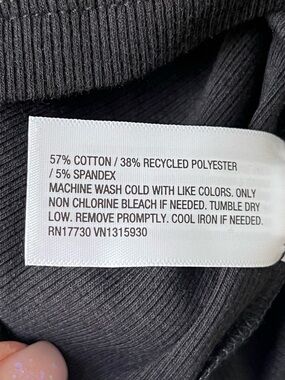 57% COTTON / 38% RECYCLED POLYESTER
/ 5% SPANDEX
MACHINE WASH COLD WITH LIKE COLORS. ONLY
NON CHLORINE BLEACH IF NEEDED. TUMBLE DRY
LOW. REMOVE PROMPTLY. COOL IRON IF NEEDED.
RN17730 VN1315930